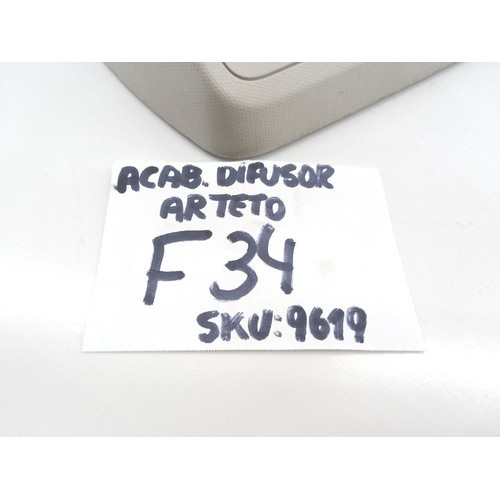 ACAB. DIFUSOR
AR TETO
F34
SKU: 9619